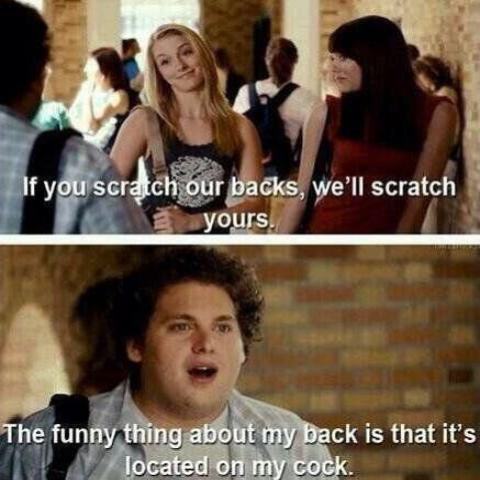 If you scratch our backs, we'll scratch
yours.
The funny thing about my back is that it's
located on my cock.